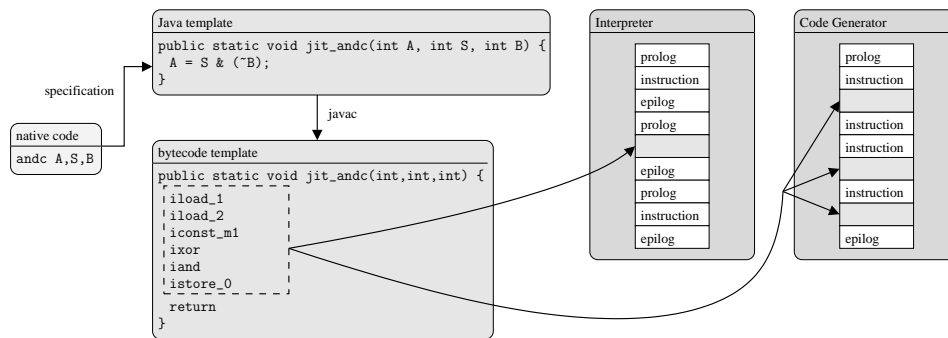 Java template
public static void jit_andc(int A, int S, int B) {
A = S & (~B);
}
specification
javac
native code
andc A,S,B
bytecode template
public static void jit_andc(int,int,int) {
iload_1
iload_2
iconst_m1
ixor
iand
istore_0
return
}
Interpreter
prolog
instruction
epilog
prolog
epilog
prolog
instruction
epilog
Code Generator
prolog
instruction
instruction
instruction
instruction
epilog